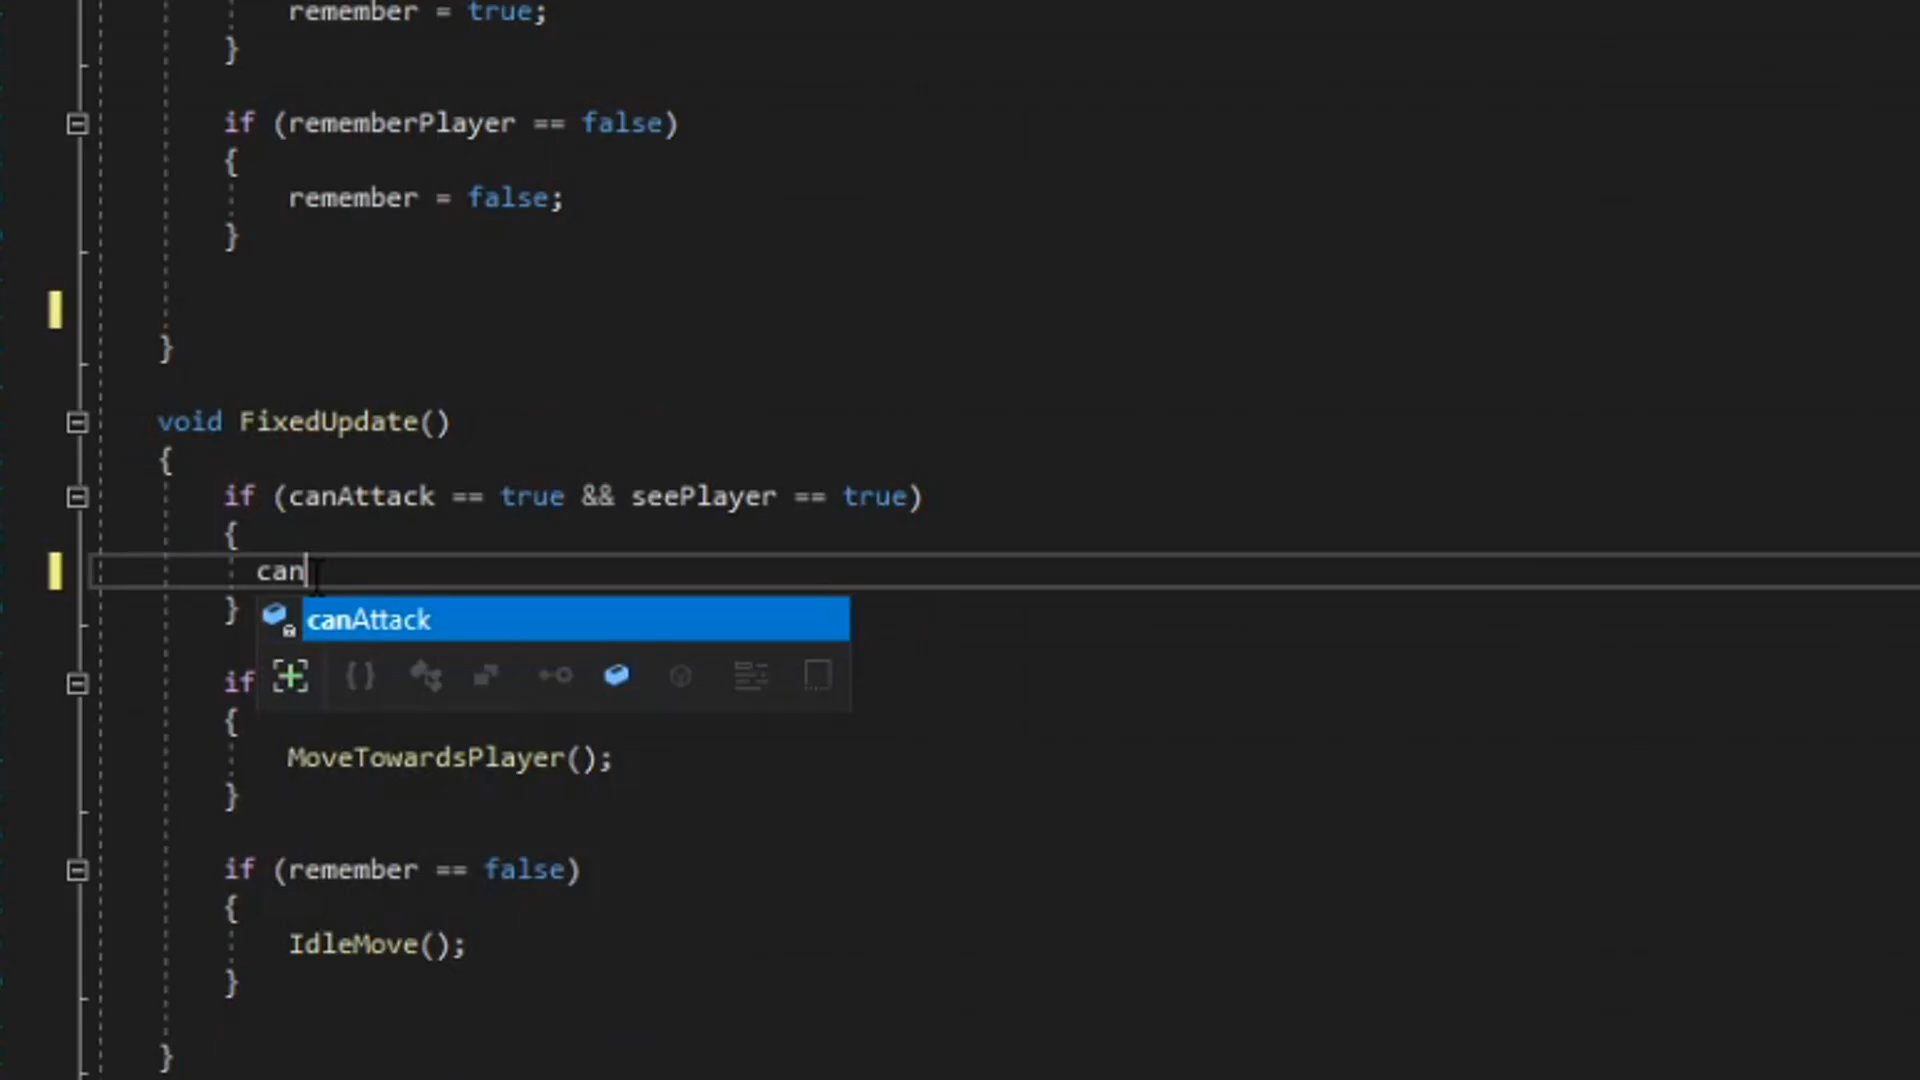 remember = true;
}
if (rememberPlayer == false)
{
remember = false;
}
}
void FixedUpdate()
{
if (canAttack == true && seePlayer == true)
{
can
}
canAttack
if
{
MoveTowardsPlayer();
}
if (remember == false)
{
IdleMove();
}
}